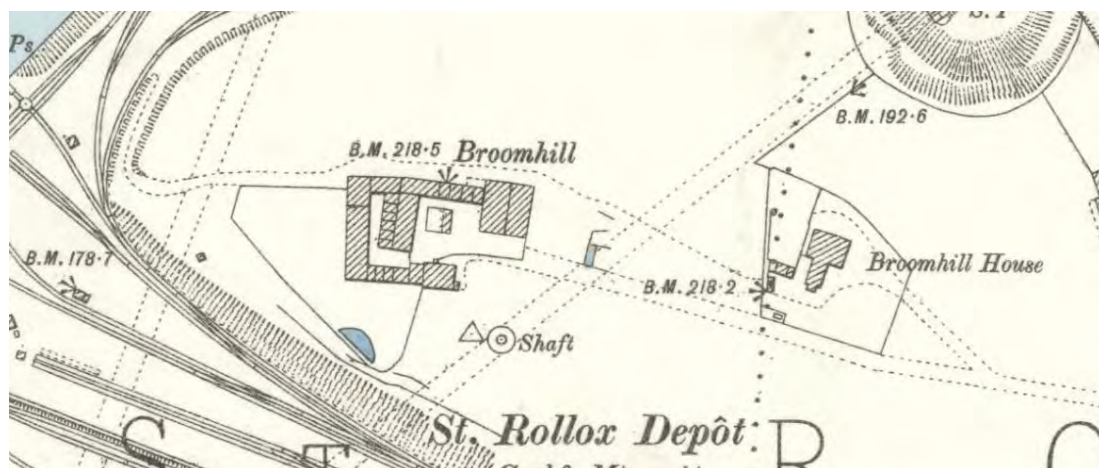 S.P
Ps.
B.M. 192·6
B.M. 218·5
Broomhill
B.M. 178·7
Broomhill House
B.M. 218·2
Shaft
St. Rollox Depôt